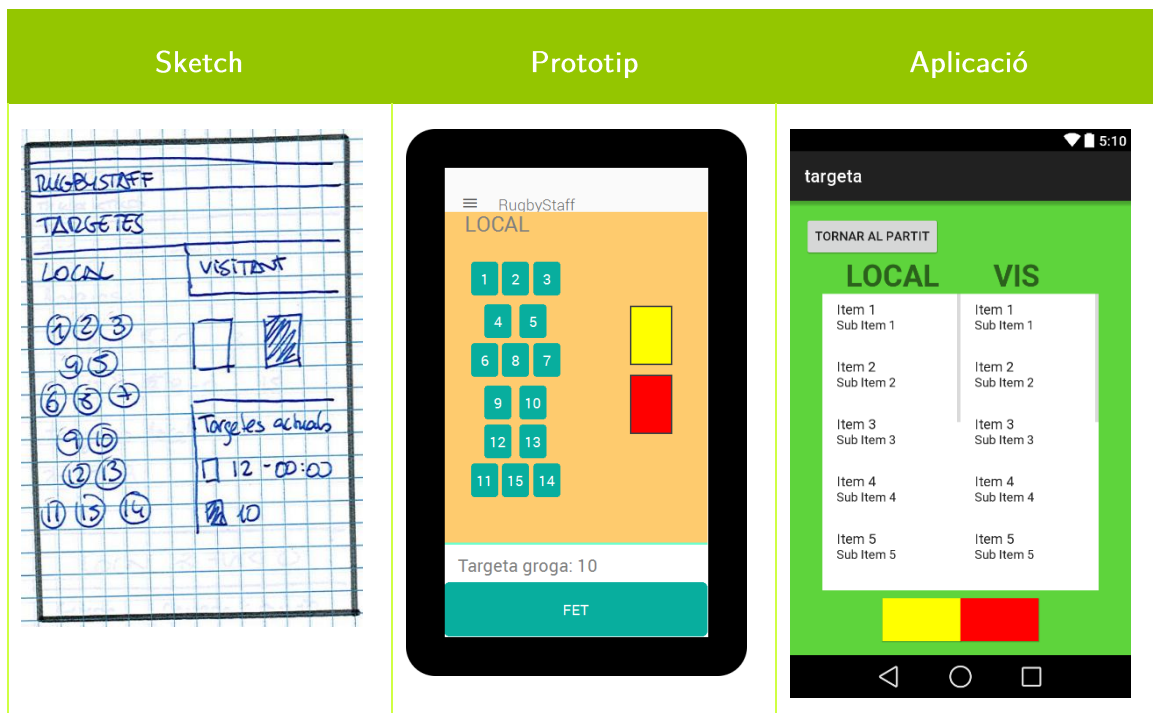 Sketch
Prototip
Aplicació
RUGBYSTAFF
TARGETES
LOCAL
VISITANT
1 2 3
9 5
6 8 7
9 10
12 13
11 15 14
Targetes actuals
12 - 00:00
10
RugbyStaff
LOCAL
1 2 3
4 5
6 8 7
9 10
12 13
11 15 14
Targeta groga: 10
FET
5:10
targeta
TORNAR AL PARTIT
LOCAL
VIS
Item 1
Sub Item 1
Item 2
Sub Item 2
Item 3
Sub Item 3
Item 4
Sub Item 4
Item 5
Sub Item 5
Item 1
Sub Item 1
Item 2
Sub Item 2
Item 3
Sub Item 3
Item 4
Sub Item 4
Item 5
Sub Item 5